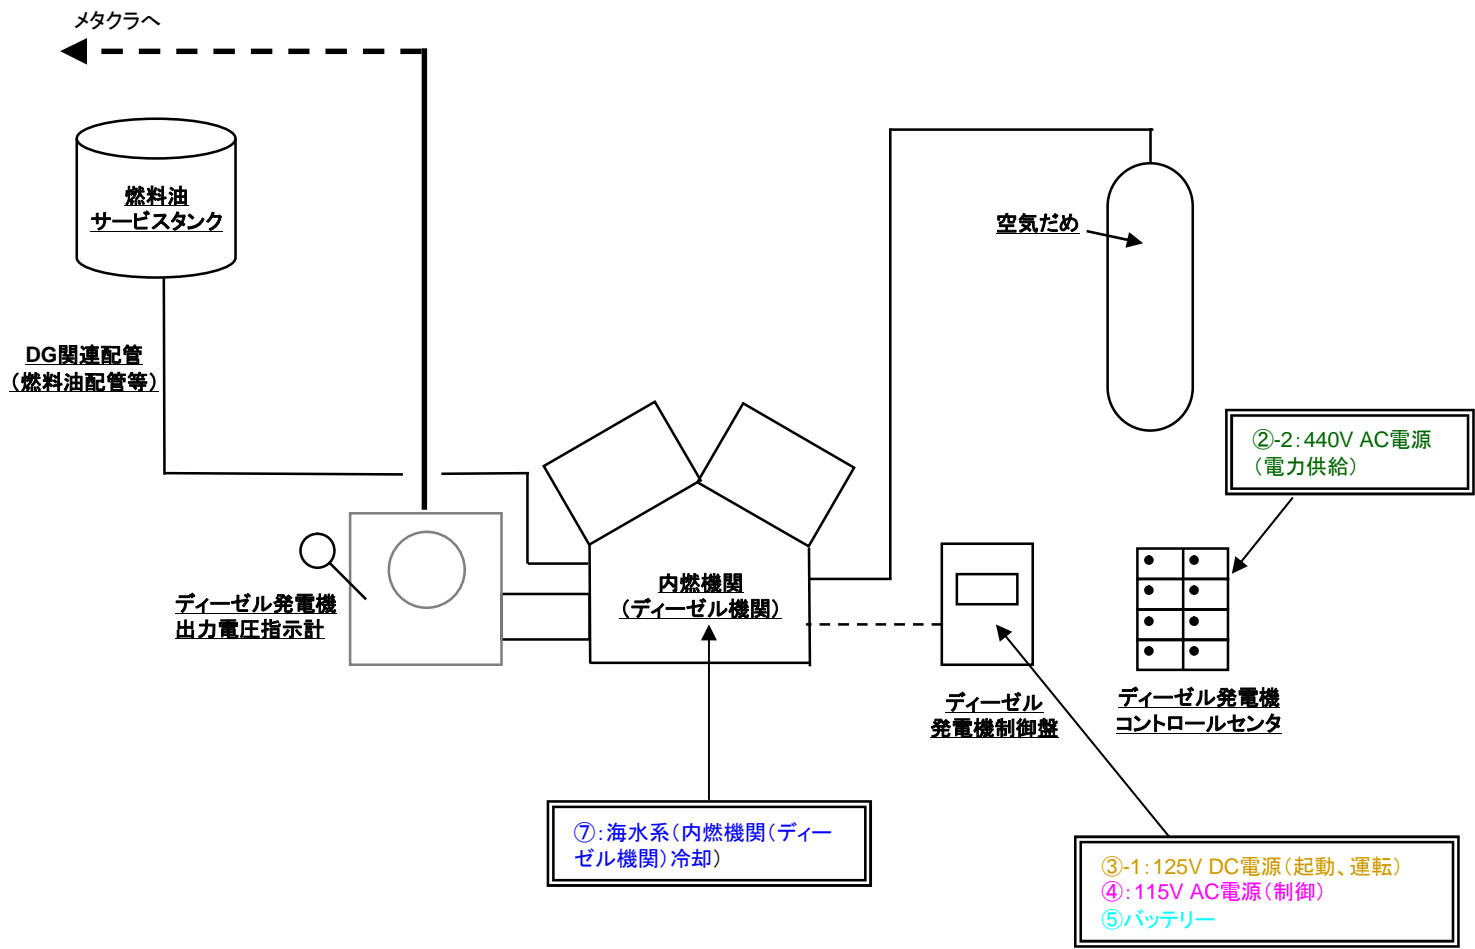 メタクラへ
燃料油
サービスタンク
空気だめ
DG関連配管
（燃料油配管等）
②-2：440V AC電源
（電力供給）
内燃機関
（ディーゼル機関）
ディーゼル発電機
出力電圧指示計
ディーゼル
発電機制御盤
ディーゼル発電機
コントロールセンタ
⑦：海水系（内燃機関（ディー
ゼル機関）冷却）
③-1：125V DC電源（起動、運転）
④：115V AC電源（制御）
⑤バッテリー